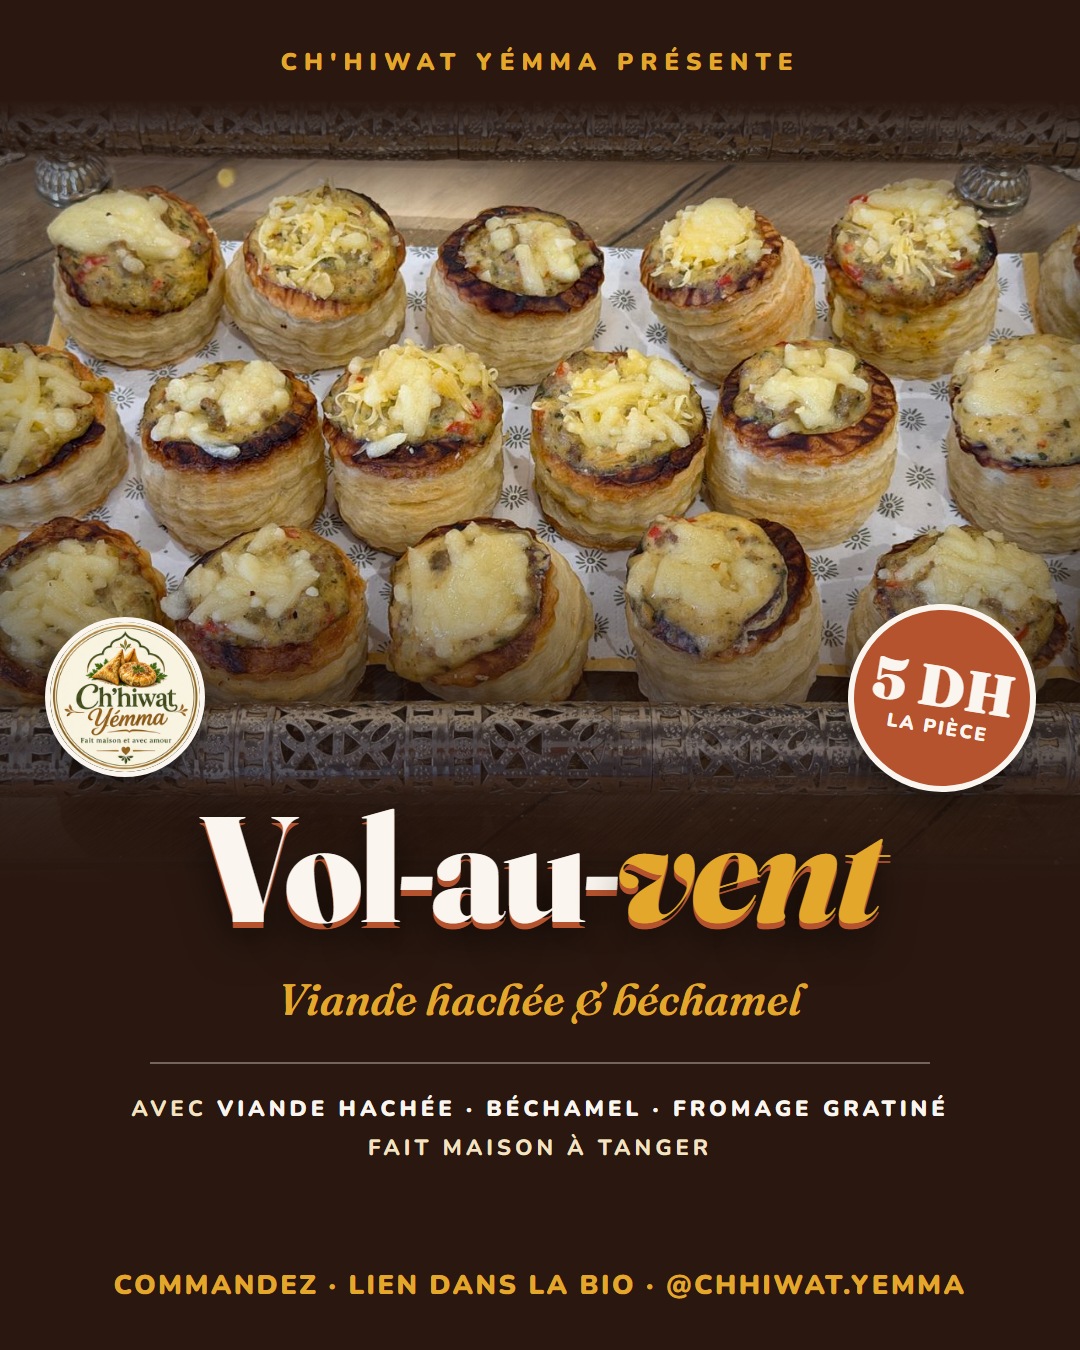 CH'HIWAT YÉMMA PRÉSENTE
Ch'hiwat
Yémma
Fait maison et avec amour
5 DH
LA PIÈCE
Vol-au-vent
Viande hachée & béchamel
AVEC VIANDE HACHÉE · BÉCHAMEL · FROMAGE GRATINÉ
FAIT MAISON À TANGER
COMMANDEZ · LIEN DANS LA BIO · @CHHIWAT.YEMMA